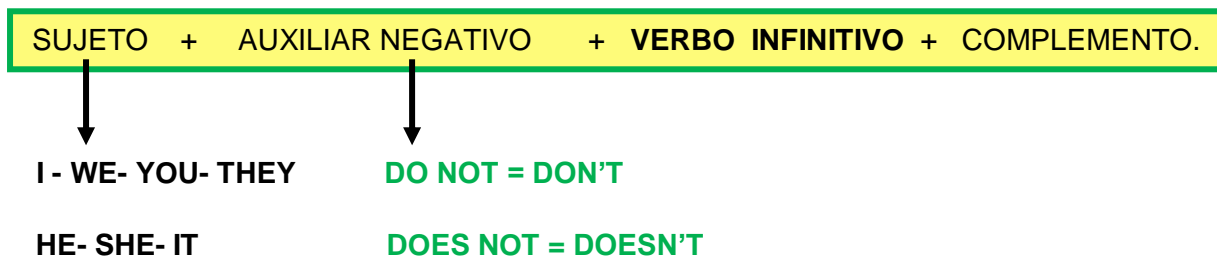 SUJETO + AUXILIAR NEGATIVO + VERBO INFINITIVO + COMPLEMENTO.
I - WE- YOU- THEY DO NOT = DON’T
HE- SHE- IT DOES NOT = DOESN’T